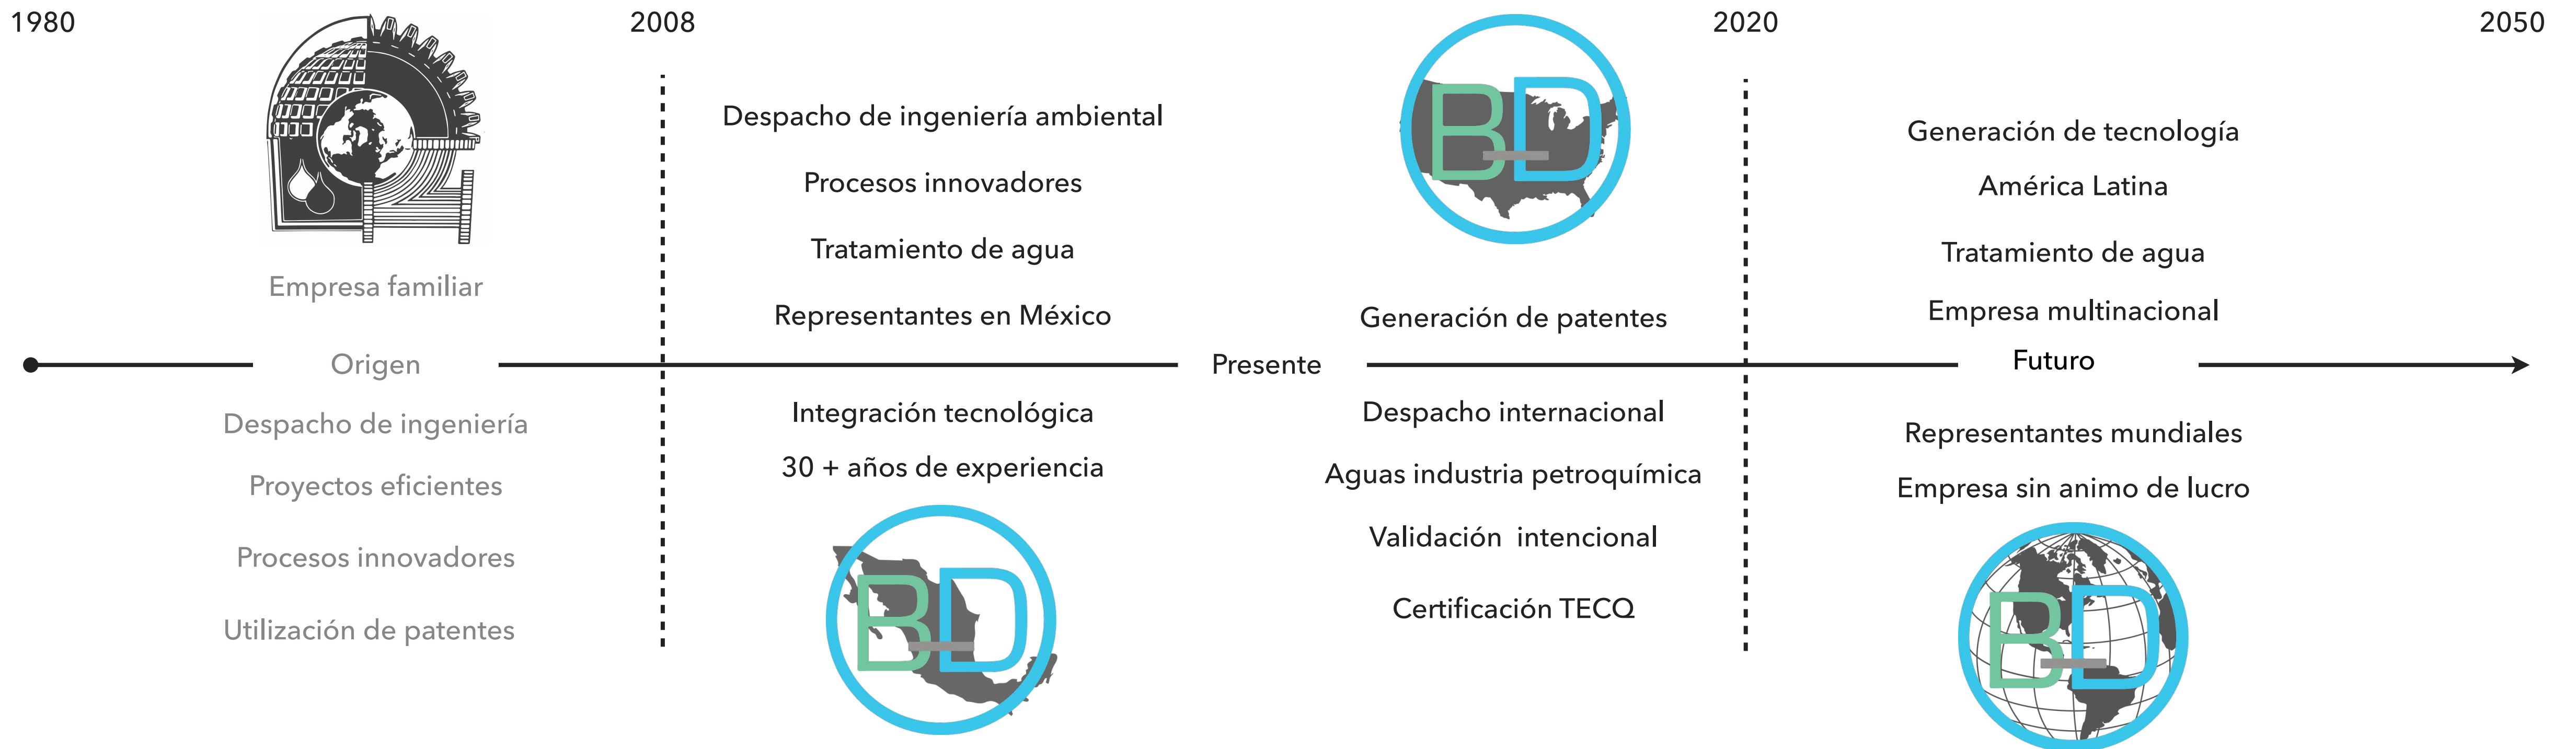 1980
2008
2020
2050
Empresa familiar
Origen
Despacho de ingeniería
Proyectos eficientes
Procesos innovadores
Utilización de patentes
Despacho de ingeniería ambiental
Procesos innovadores
Tratamiento de agua
Representantes en México
Integración tecnológica
30 + años de experiencia
BD
Presente
BD
Generación de patentes
Despacho internacional
Aguas industria petroquímica
Validación intencional
Certificación TECQ
Generación de tecnología
América Latina
Tratamiento de agua
Empresa multinacional
Futuro
Representantes mundiales
Empresa sin animo de lucro
BD